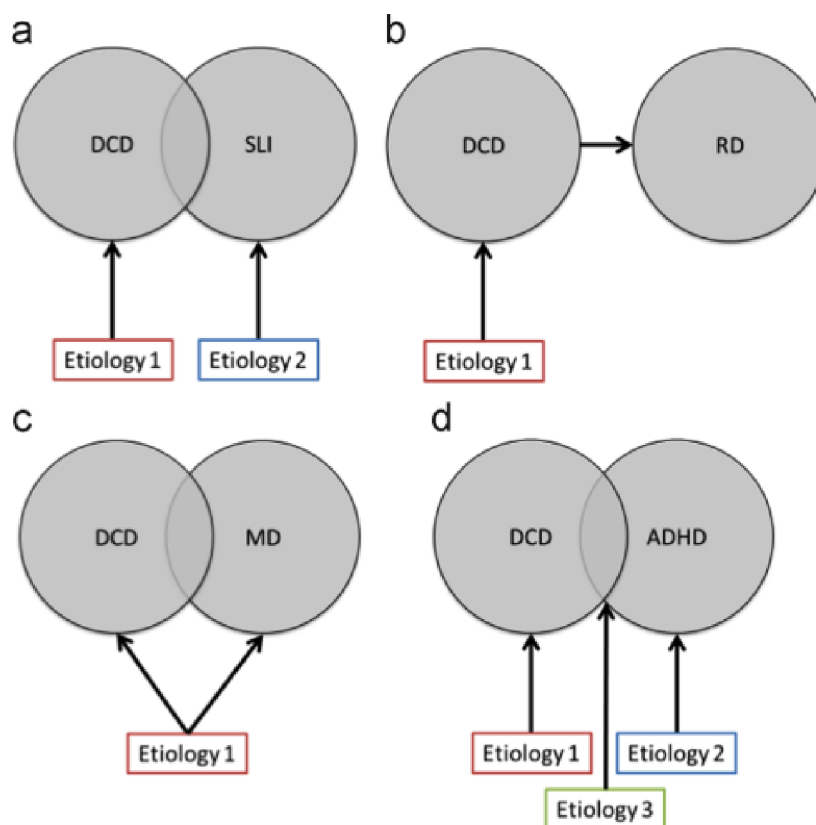 a
DCD
SLI
Etiology 1
Etiology 2
b
DCD
RD
Etiology 1
c
DCD
MD
Etiology 1
d
DCD
ADHD
Etiology 1
Etiology 2
Etiology 3